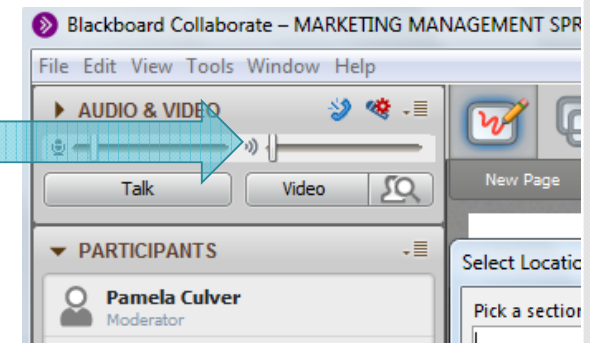 Blackboard Collaborate – MARKETING MANAGEMENT SPR
File Edit View Tools Window Help
AUDIO & VIDEO
Talk
Video
New Page
PARTICIPANTS
Pamela Culver
Moderator
Select Locatio
Pick a section